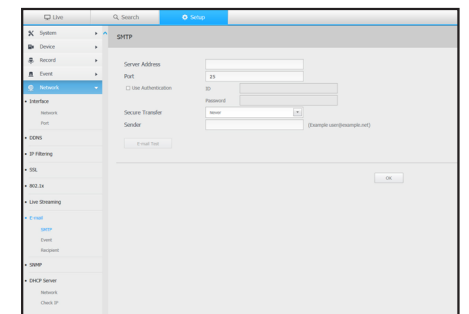 Live
Search
Setup
System
Device
Record
Event
Network
Interface
Network
Port
DDNS
IP Filtering
SSL
802.1x
Live Streaming
E-mail
SMTP
Event
Recipient
SNMP
DHCP Server
Network
Check IP
SMTP
Server Address
Port
25
Use Authentication
ID
Password
Secure Transfer
Never
Sender
(Example user@example.net)
E-mail Test
OK